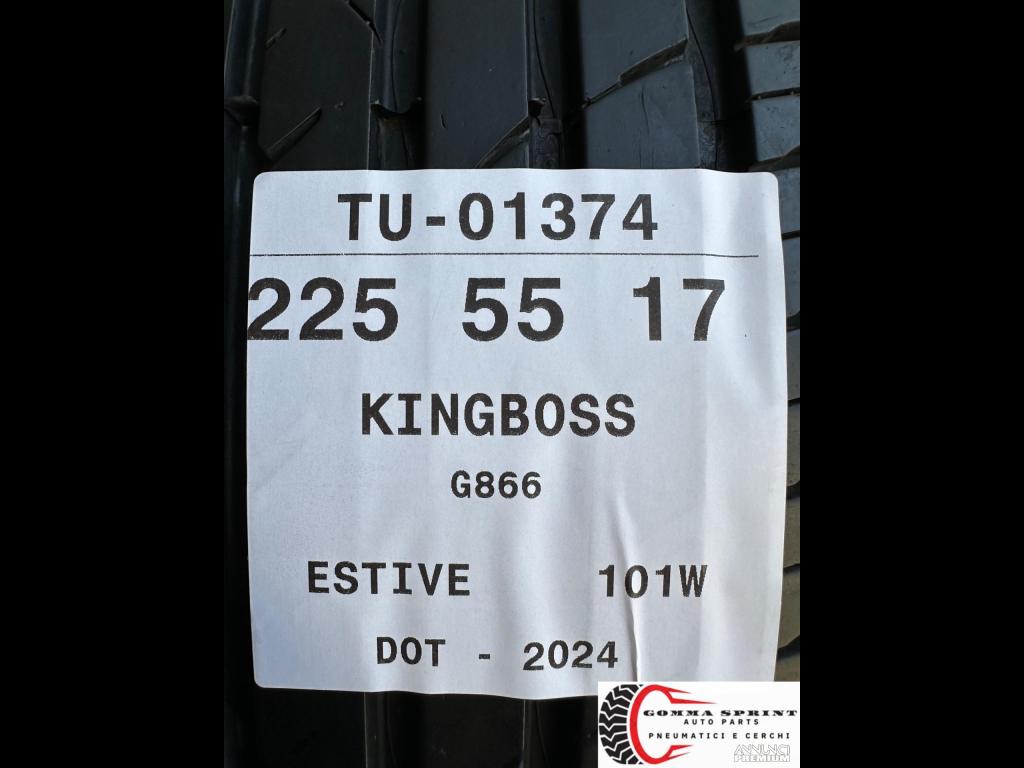 TU-01374
225 55 17
KINGBOSS
G866
ESTIVE 101W
DOT - 2024
GOMMA SPRINT
AUTO PARTS
PNEUMATICI E CERCHI
ANNUNCI
PREMIUM